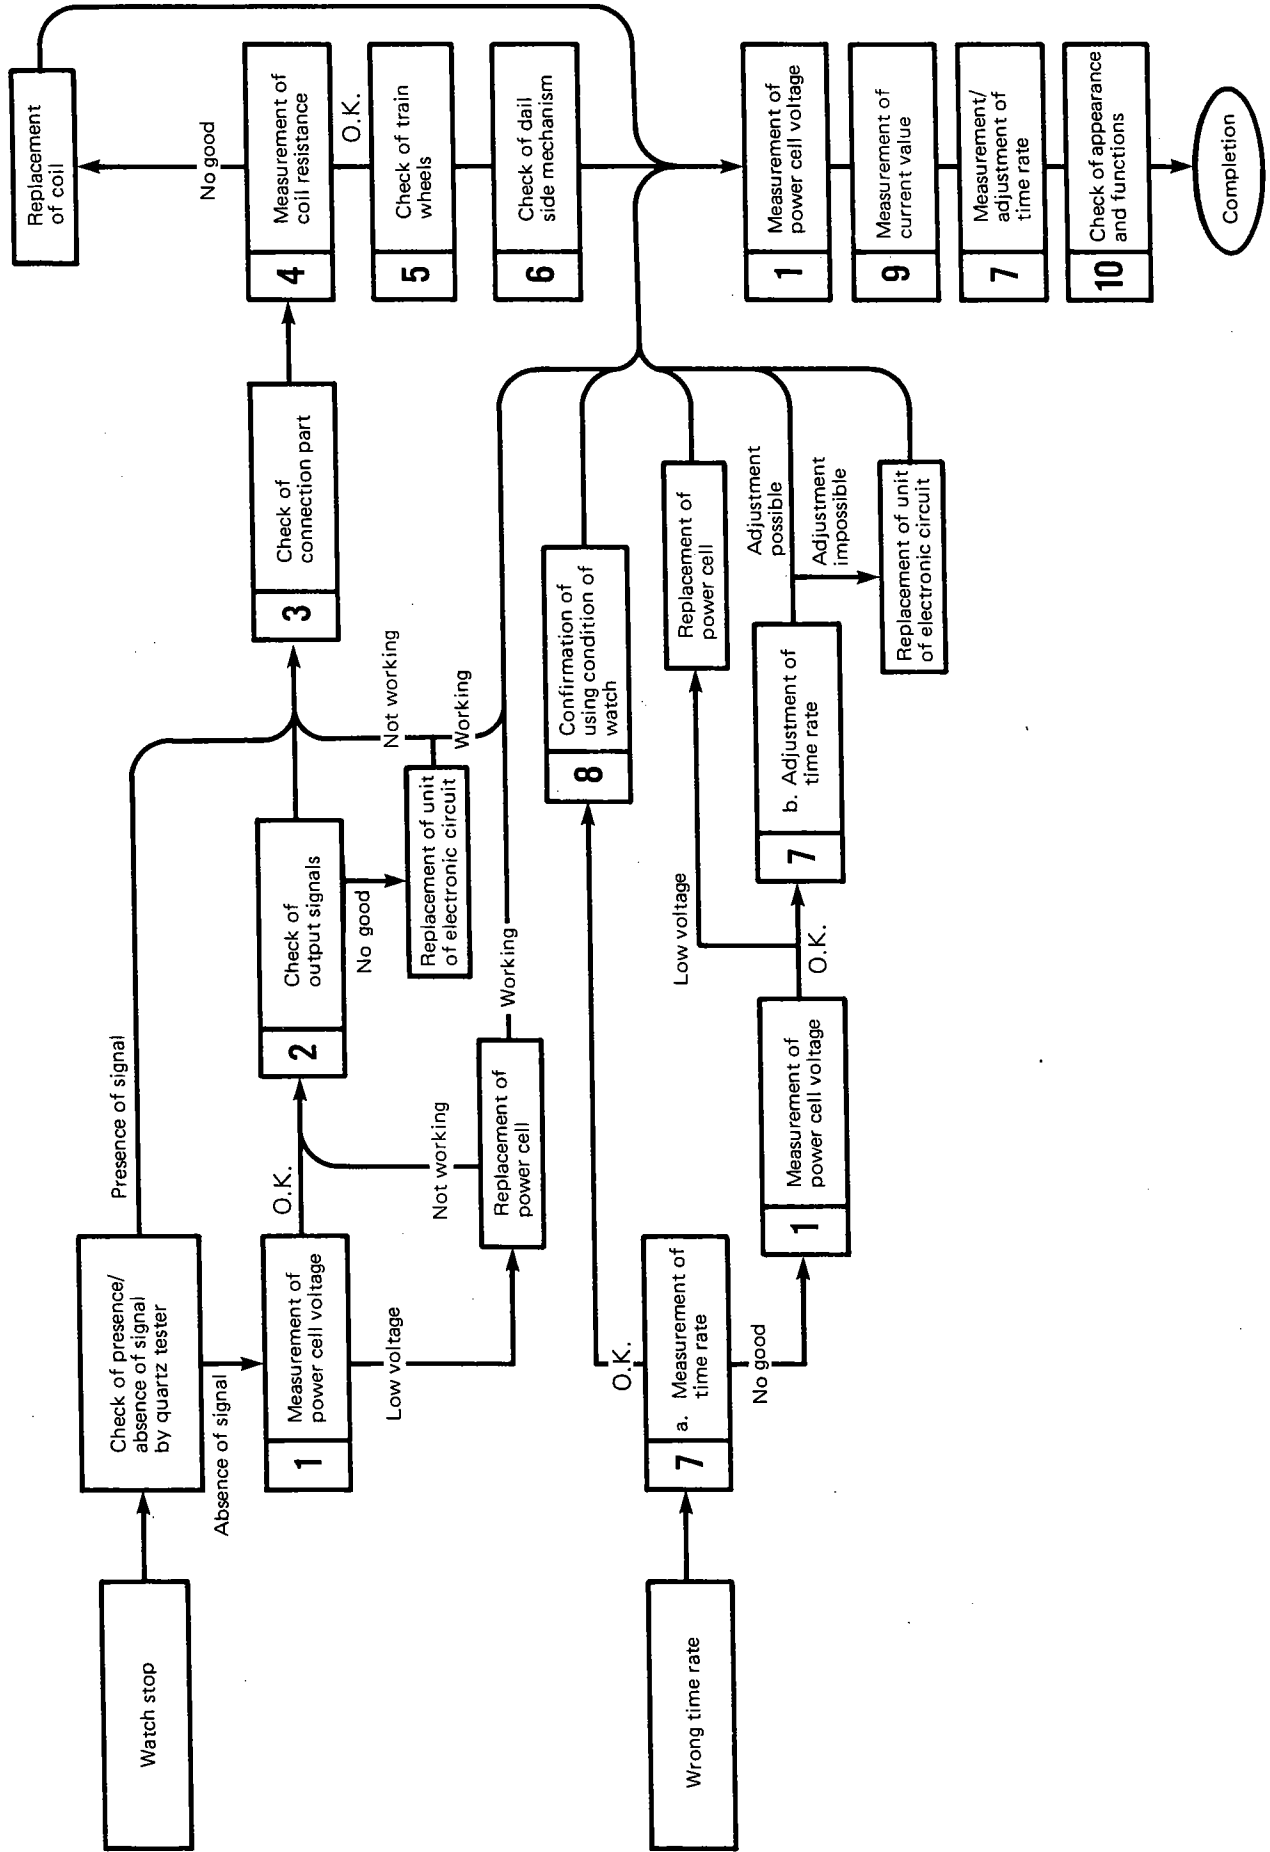 Watch stop
Check of presence/
absence of signal
by quartz tester
Presence of signal
Absence of signal
1
Measurement of
power cell voltage
O.K.
Low voltage
Replacement of
power cell
Not working
Working
2
Check of
output signals
No good
Replacement of unit
of electronic circuit
Not working
Working
3
Check of
connection part
4
Measurement of
coil resistance
No good
Replacement
of coil
O.K.
5
Check of train
wheels
6
Check of dail
side mechanism
Wrong time rate
7
a. Measurement of
time rate
O.K.
No good
8
Confirmation of
using condition of
watch
1
Measurement of
power cell voltage
Low voltage
O.K.
Replacement of
power cell
7
b. Adjustment of
time rate
Adjustment
possible
Adjustment
impossible
Replacement of unit
of electronic circuit
1
Measurement of
power cell voltage
9
Measurement of
current value
7
Measurement/
adjustment of
time rate
10
Check of appearance
and functions
Completion